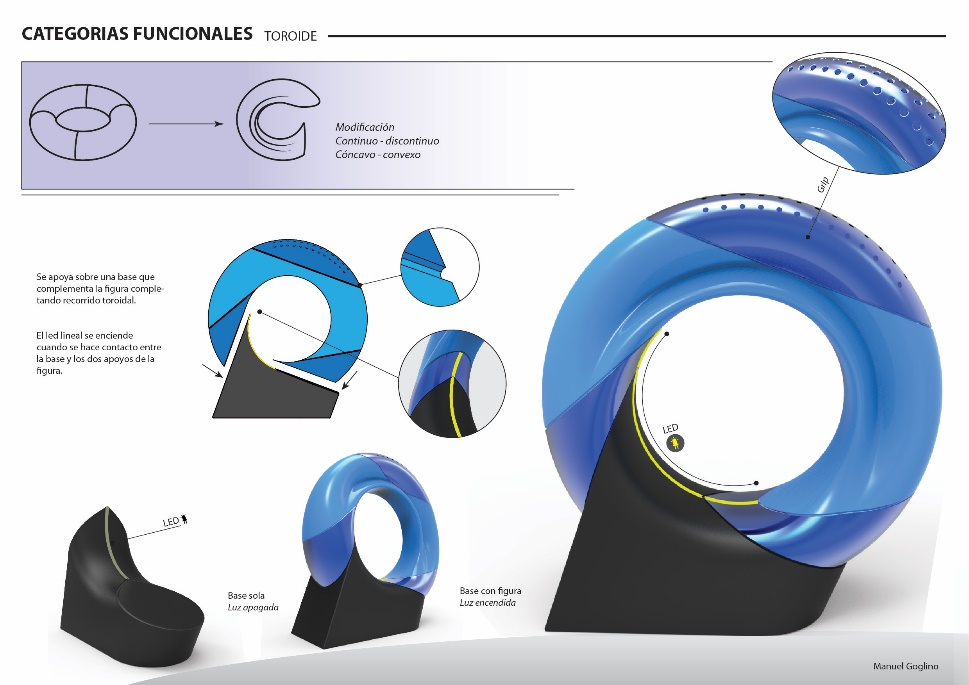 CATEGORIAS FUNCIONALES TOROIDE
Modificación
Continuo - discontinuo
Cóncavo - convexo
Grip
Se apoya sobre una base que
complementa la figura comple-
tando recorrido toroidal.
El led lineal se enciende
cuando se hace contacto entre
la base y los dos apoyos de la
figura.
LED
LED
Base sola
Luz apagada
Base con figura
Luz encendida
Manuel Goglino